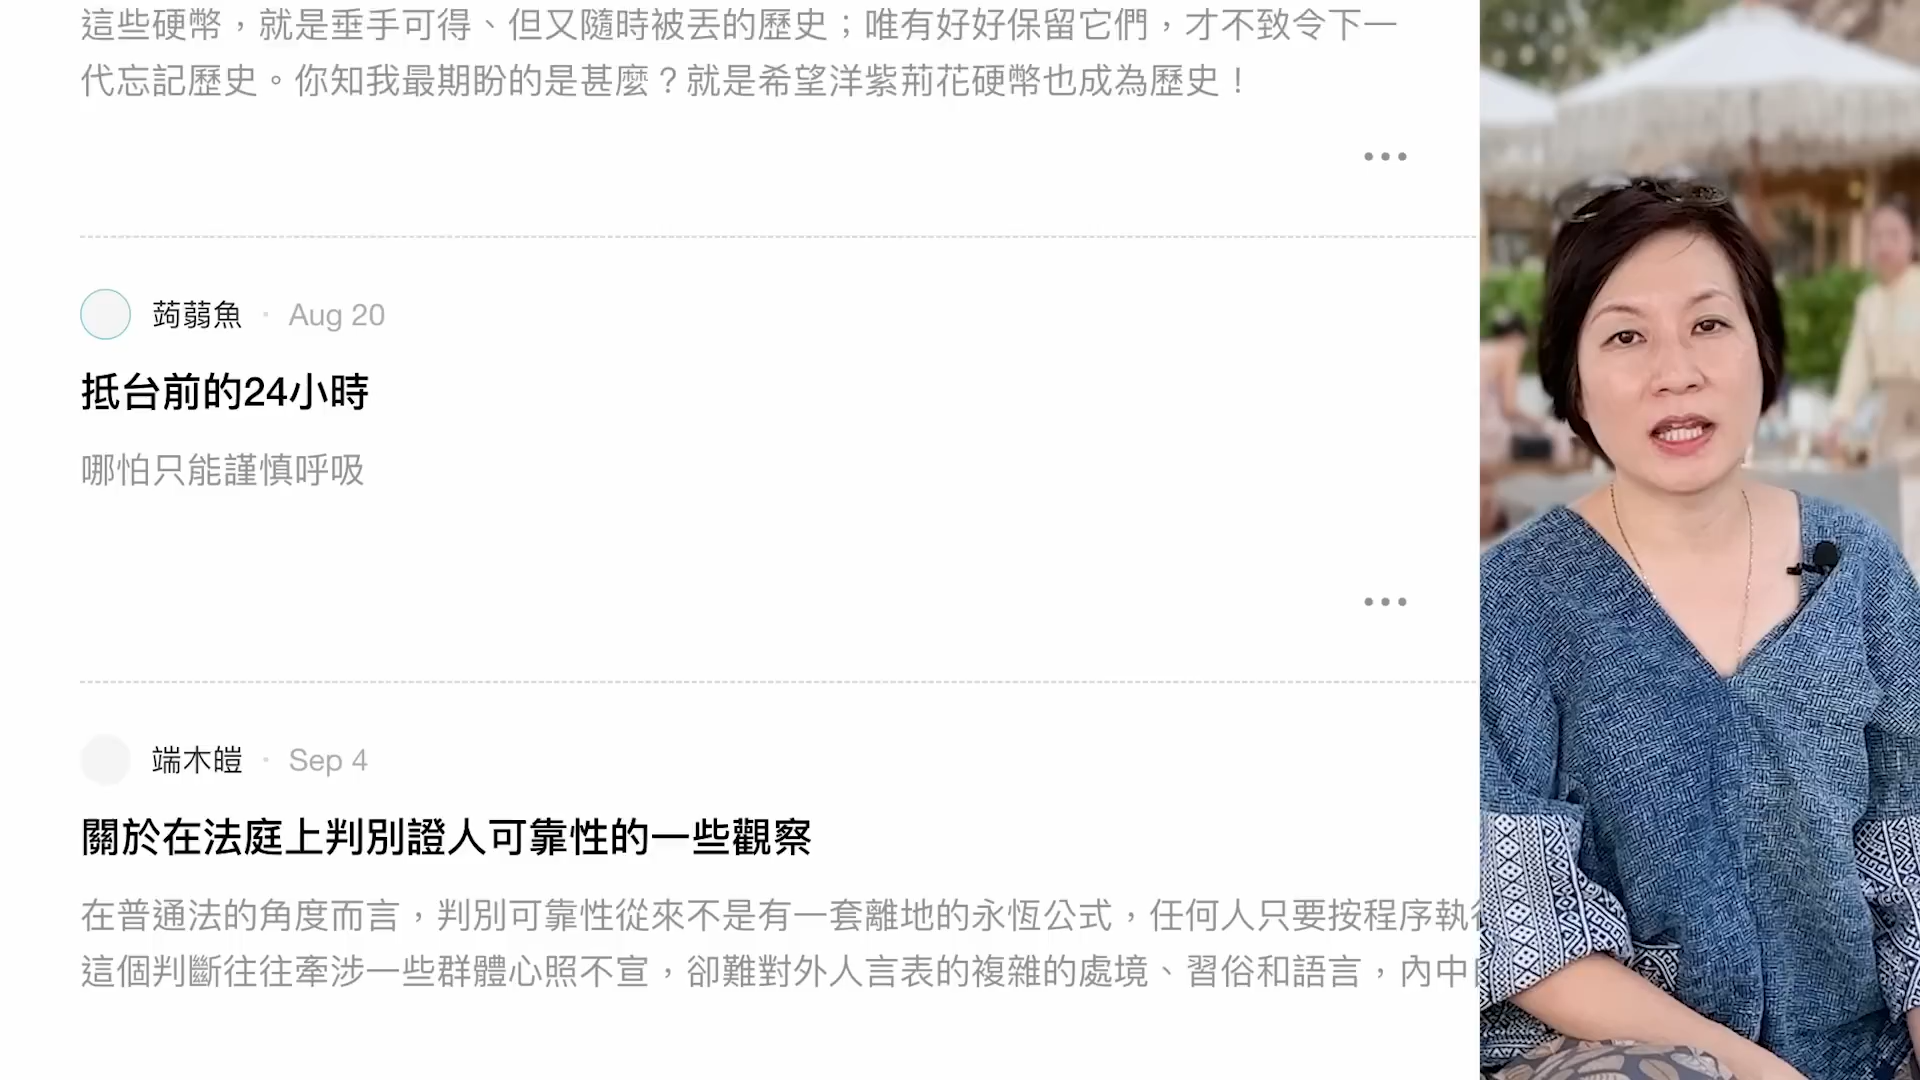 這些硬幣，就是垂手可得、但又隨時被丟的歷史；唯有好好保留它們，才不致令下一
代忘記歷史。你知我最期盼的是甚麼？就是希望洋紫荊花硬幣也成為歷史！
蒟蒻魚 · Aug 20
抵台前的24小時
哪怕只能謹慎呼吸
端木皚 · Sep 4
關於在法庭上判別證人可靠性的一些觀察
在普通法的角度而言，判別可靠性從來不是有一套離地的永恆公式，任何人只要按程序執
這個判斷往往牽涉一些群體心照不宣，卻難對外人言表的複雜的處境、習俗和語言，內中